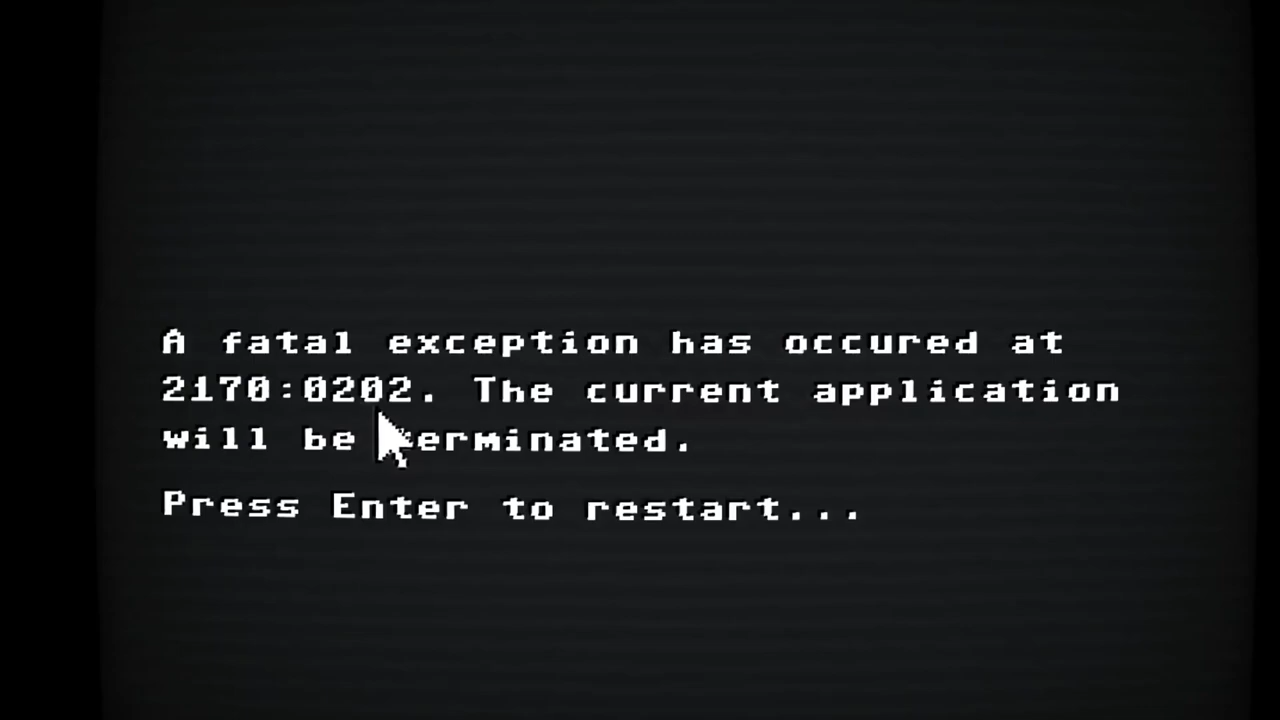 A fatal exception has occured at
2170:0202. The current application
will be terminated.
Press Enter to restart...